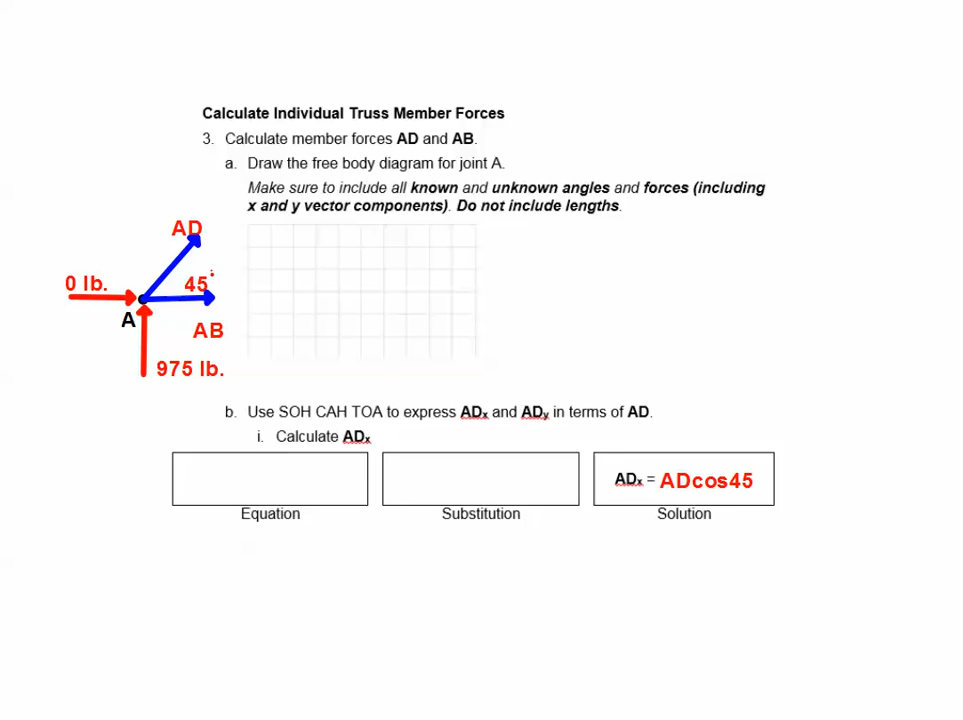 Calculate Individual Truss Member Forces
3. Calculate member forces AD and AB.
a. Draw the free body diagram for joint A.
Make sure to include all known and unknown angles and forces (including
x and y vector components). Do not include lengths.
AD
0 lb.
45°
A
AB
975 lb.
b. Use SOH CAH TOA to express ADx and ADy in terms of AD.
i. Calculate ADx
ADx = ADcos45
Equation
Substitution
Solution